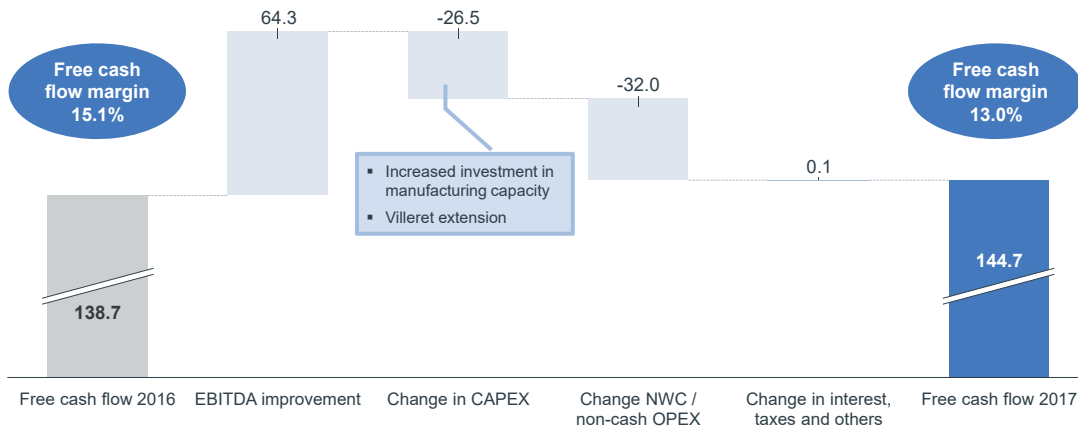 64.3
-26.5
Free cash
flow margin
15.1%
-32.0
Free cash
flow margin
13.0%
▪ Increased investment in
manufacturing capacity
▪ Villeret extension
0.1
144.7
138.7
Free cash flow 2016
EBITDA improvement
Change in CAPEX
Change NWC /
non-cash OPEX
Change in interest,
taxes and others
Free cash flow 2017